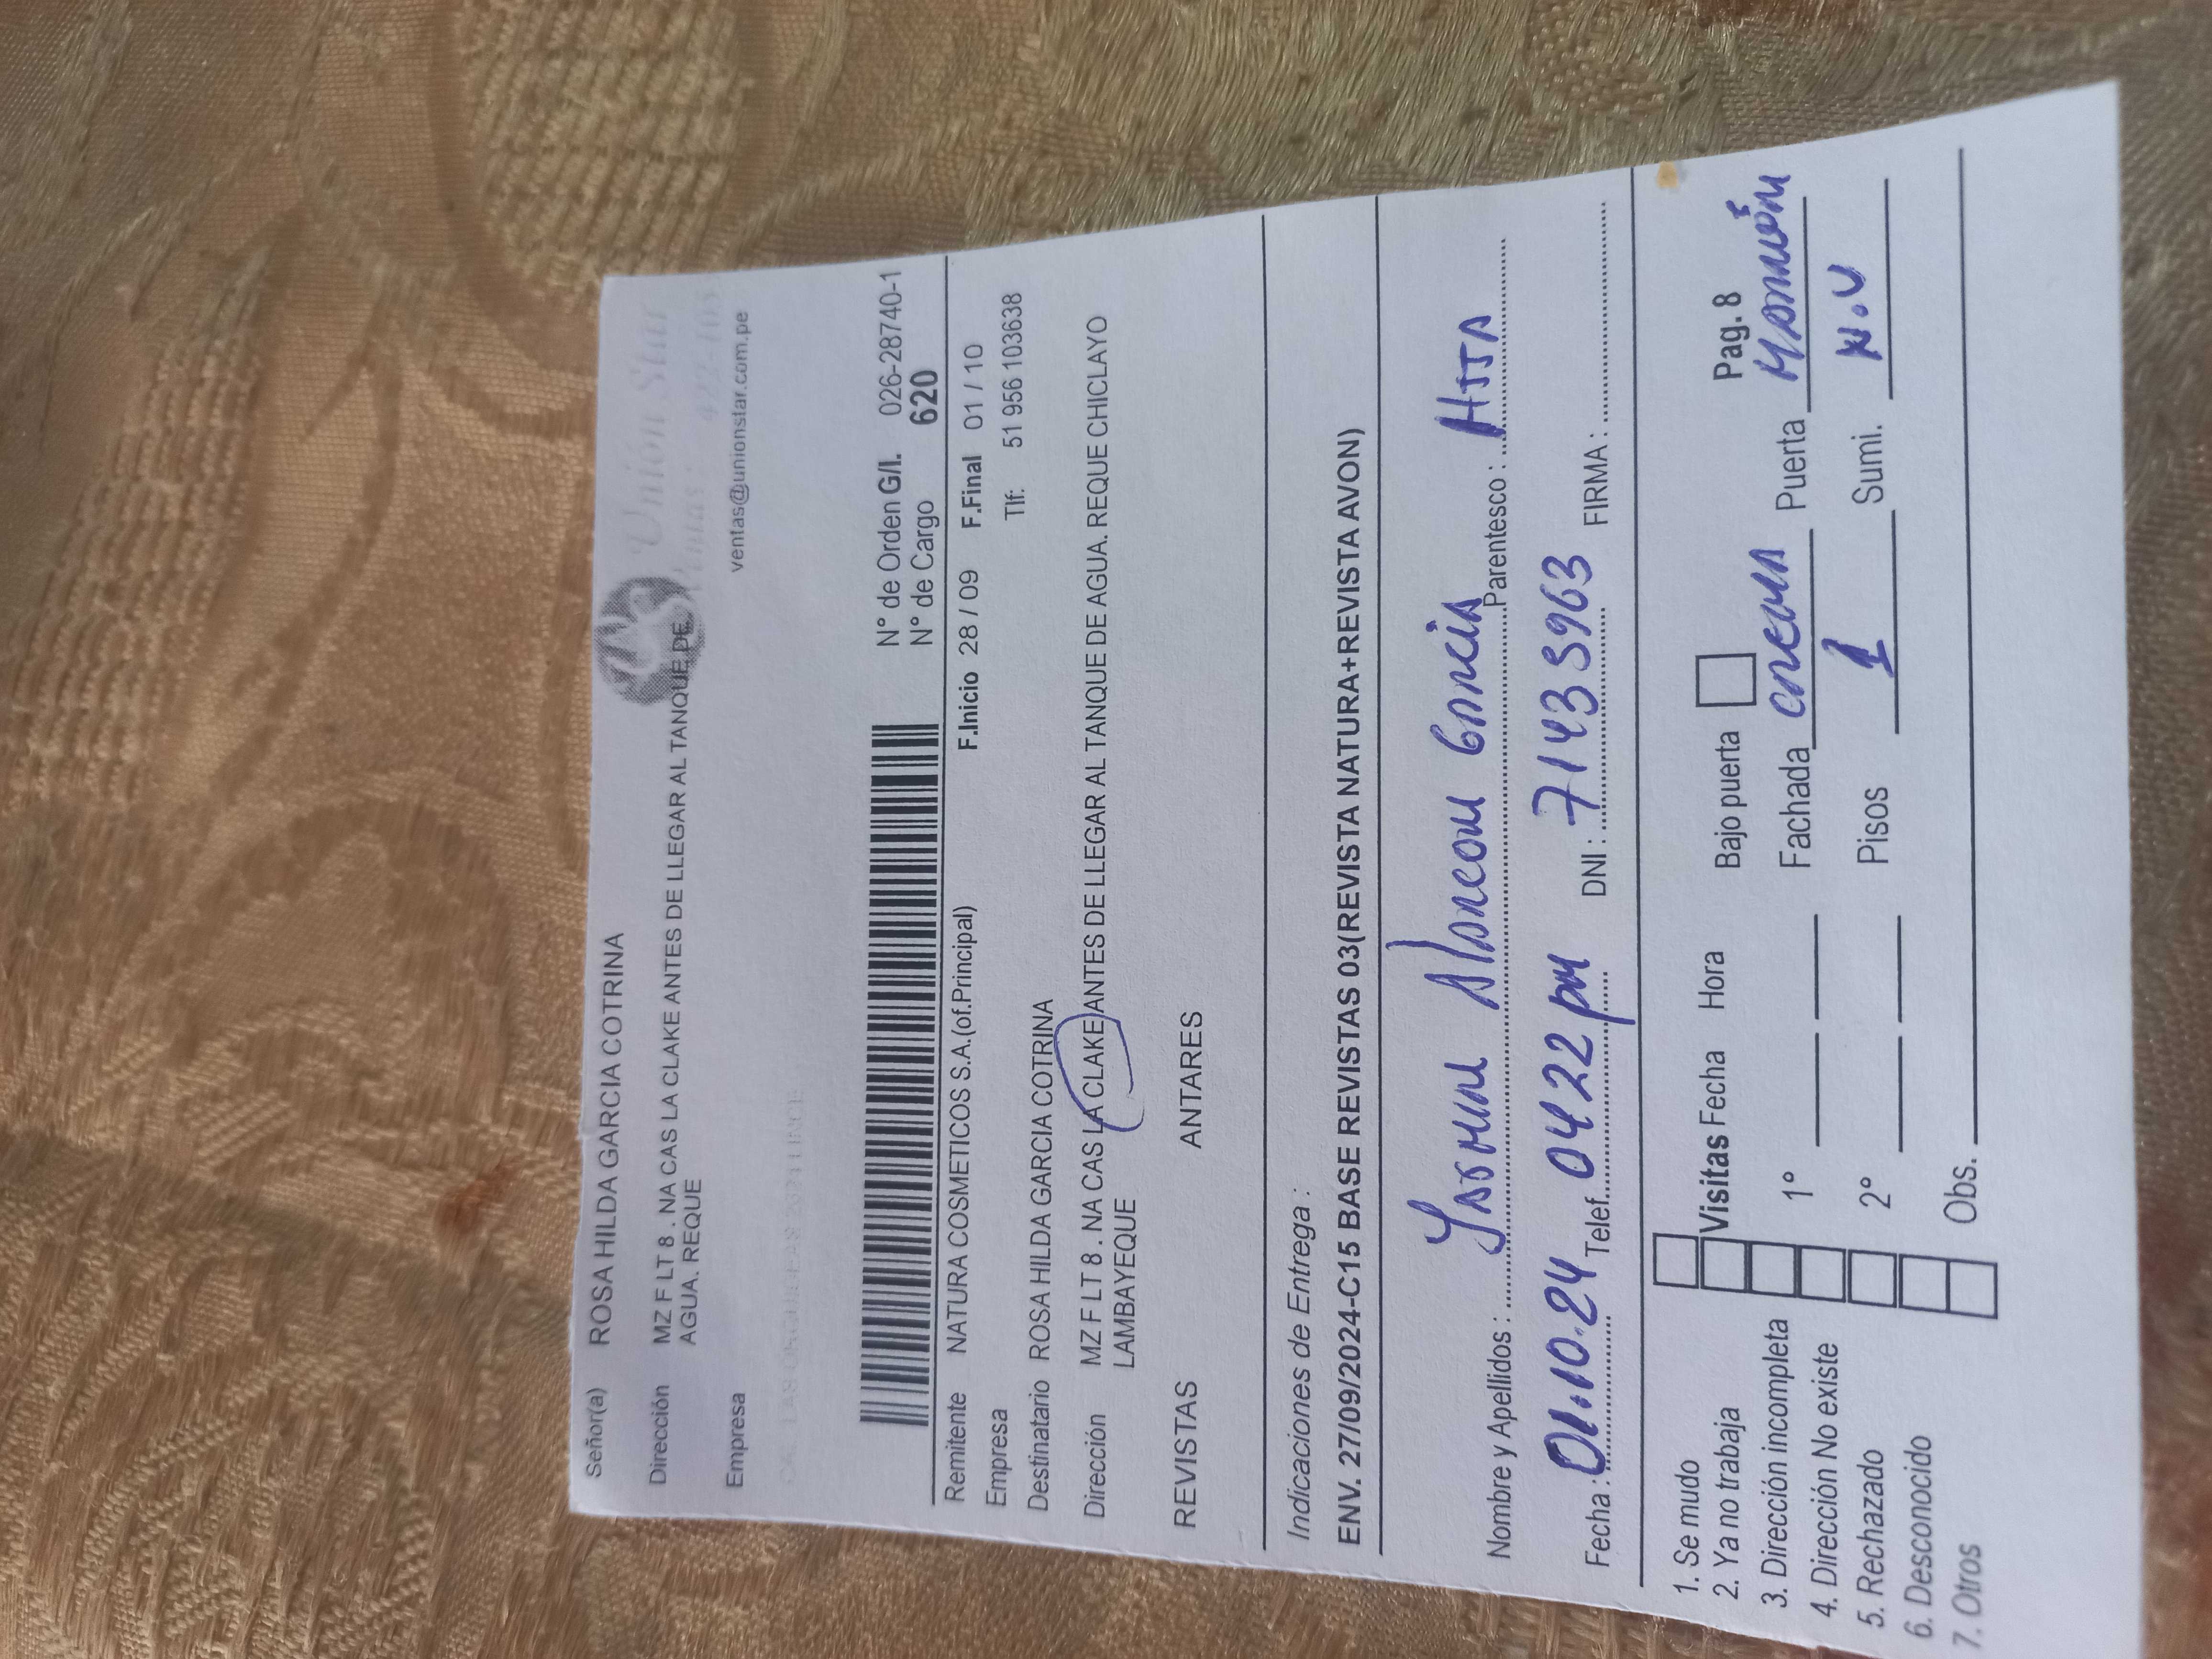 Señor(a) ROSA HILDA GARCIA COTRINA
Unión Star
Dirección MZ F LT 8 . NA CAS LA CLAKE ANTES DE LLEGAR AL TANQUE DE
AGUA. REQUE
Empresa
ventas@unionstar.com.pe
N° de Orden G/I. 026-28740-1
N° de Cargo 620
Remitente NATURA COSMETICOS S.A.(of.Principal) F.Inicio 28 / 09 F.Final 01 / 10
Empresa Tlf: 51 956 103638
Destinatario ROSA HILDA GARCIA COTRINA
Dirección MZ F LT 8 . NA CAS LA CLAKE ANTES DE LLEGAR AL TANQUE DE AGUA. REQUE CHICLAYO
LAMBAYEQUE
REVISTAS ANTARES
Indicaciones de Entrega :
ENV. 27/09/2024-C15 BASE REVISTAS 03(REVISTA NATURA+REVISTA AVON)
Nombre y Apellidos : Garcia Parentesco : HIJA
Fecha : 01.10.24 Telef. 04 22 pm DNI : 71435963 FIRMA :
1. Se mudo
2. Ya no trabaja Visitas Fecha Hora Bajo puerta Pag. 8
3. Dirección incompleta 1° Fachada crema Puerta marrón
4. Dirección No existe
5. Rechazado 2° Pisos 1 Sumi. N.V
6. Desconocido
7. Otros Obs.